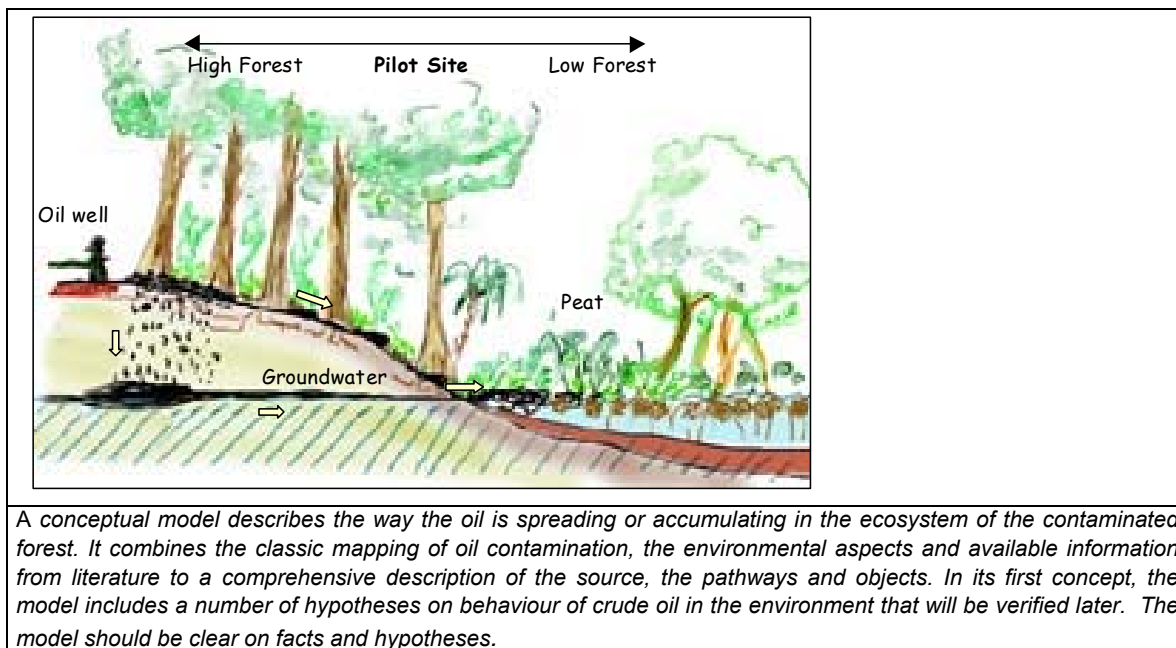 High Forest Pilot Site Low Forest
Oil well
Peat
Groundwater
A conceptual model describes the way the oil is spreading or accumulating in the ecosystem of the contaminated
forest. It combines the classic mapping of oil contamination, the environmental aspects and available information
from literature to a comprehensive description of the source, the pathways and objects. In its first concept, the
model includes a number of hypotheses on behaviour of crude oil in the environment that will be verified later. The
model should be clear on facts and hypotheses.